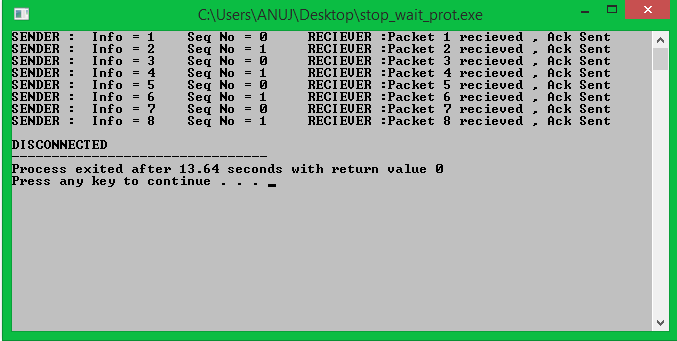 C:\Users\ANUJ\Desktop\stop_wait_prot.exe
SENDER :  Info = 1    Seq No = 0     RECIEVER :Packet 1 recieved , Ack Sent
SENDER :  Info = 2    Seq No = 1     RECIEVER :Packet 2 recieved , Ack Sent
SENDER :  Info = 3    Seq No = 0     RECIEVER :Packet 3 recieved , Ack Sent
SENDER :  Info = 4    Seq No = 1     RECIEVER :Packet 4 recieved , Ack Sent
SENDER :  Info = 5    Seq No = 0     RECIEVER :Packet 5 recieved , Ack Sent
SENDER :  Info = 6    Seq No = 1     RECIEVER :Packet 6 recieved , Ack Sent
SENDER :  Info = 7    Seq No = 0     RECIEVER :Packet 7 recieved , Ack Sent
SENDER :  Info = 8    Seq No = 1     RECIEVER :Packet 8 recieved , Ack Sent
DISCONNECTED
--------------------------------
Process exited after 13.64 seconds with return value 0
Press any key to continue . . .